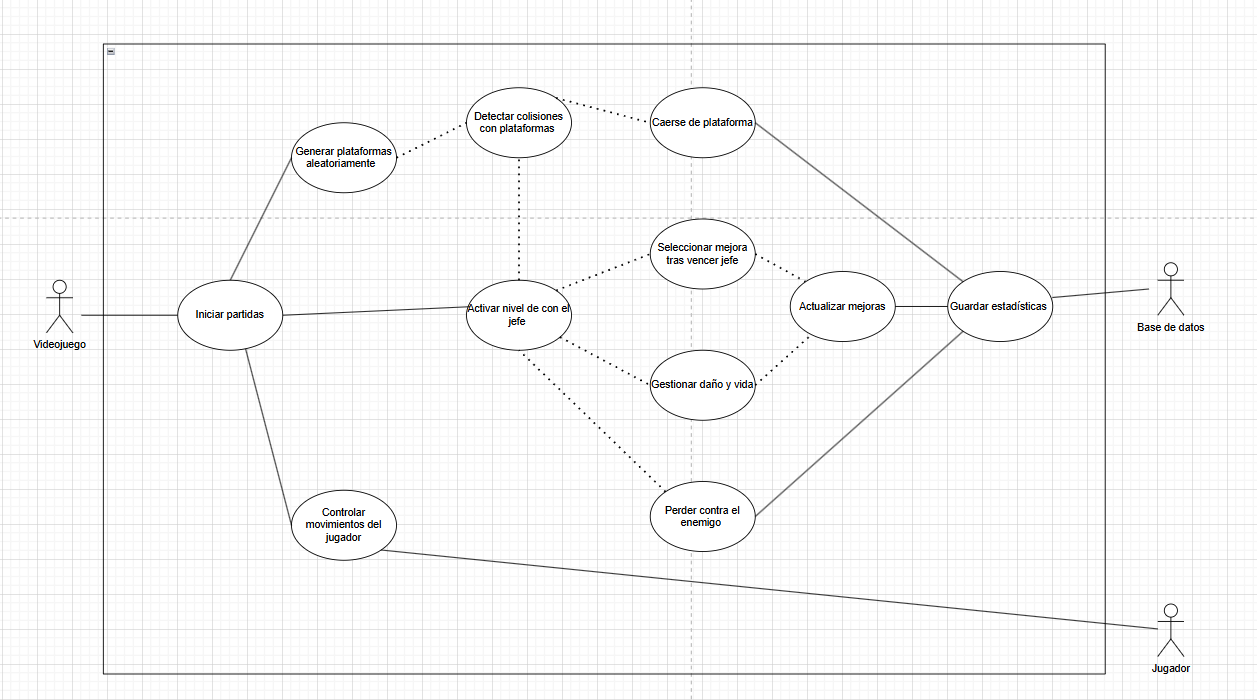 Detectar colisiones
con plataformas
Caerse de plataforma
Generar plataformas
aleatoriamente
Seleccionar mejora
tras vencer jefe
Iniciar partidas
Activar nivel de con el
jefe
Actualizar mejoras
Guardar estadísticas
Videojuego
Base de datos
Gestionar daño y vida
Controlar
movimientos del
jugador
Perder contra el
enemigo
Jugador